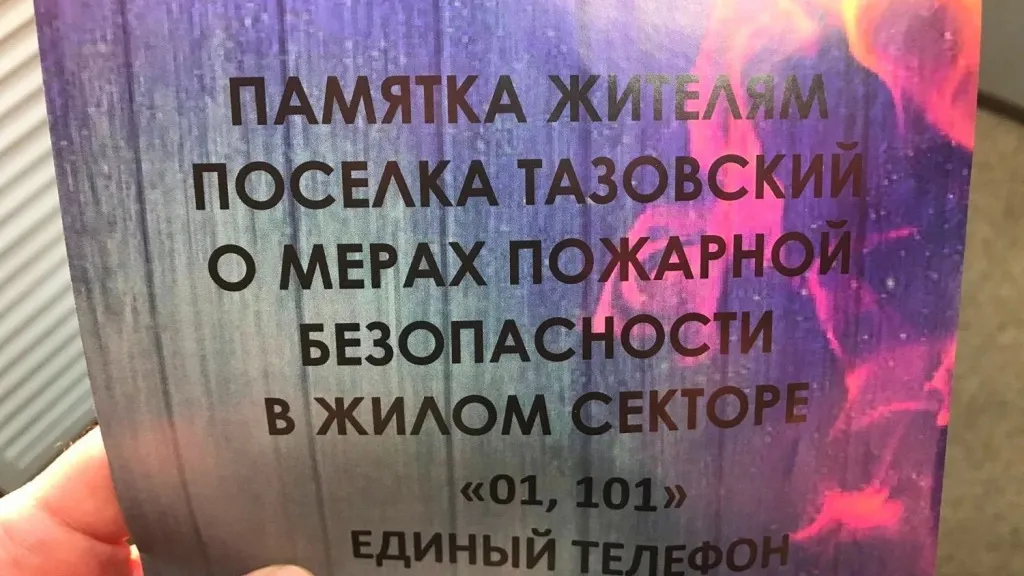 ПАМЯТКА ЖИТЕЛЯМ
ПОСЕЛКА ТАЗОВСКИЙ
О МЕРАХ ПОЖАРНОЙ
БЕЗОПАСНОСТИ
В ЖИЛОМ СЕКТОРЕ
«01, 101»
ЕДИНЫЙ ТЕЛЕФОН